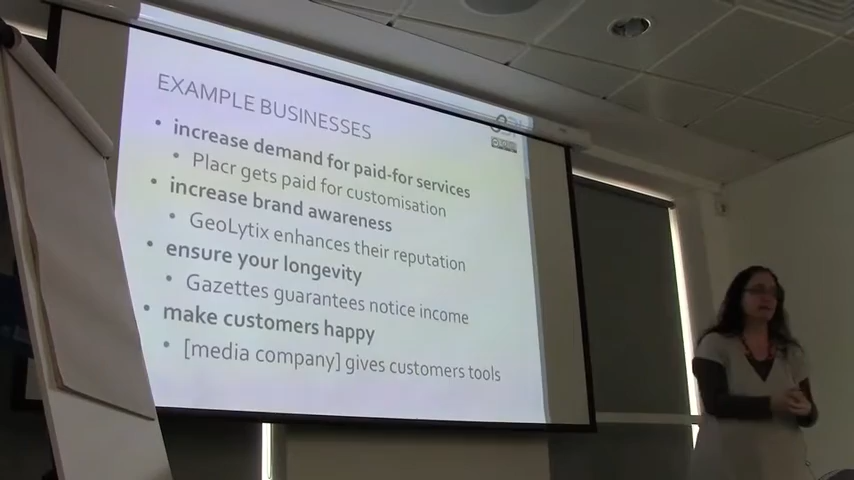 EXAMPLE BUSINESSES
• increase demand for paid-for services
• Placr gets paid for customisation
• increase brand awareness
• GeoLytix enhances their reputation
• ensure your longevity
• Gazettes guarantees notice income
• make customers happy
• [media company] gives customers tools